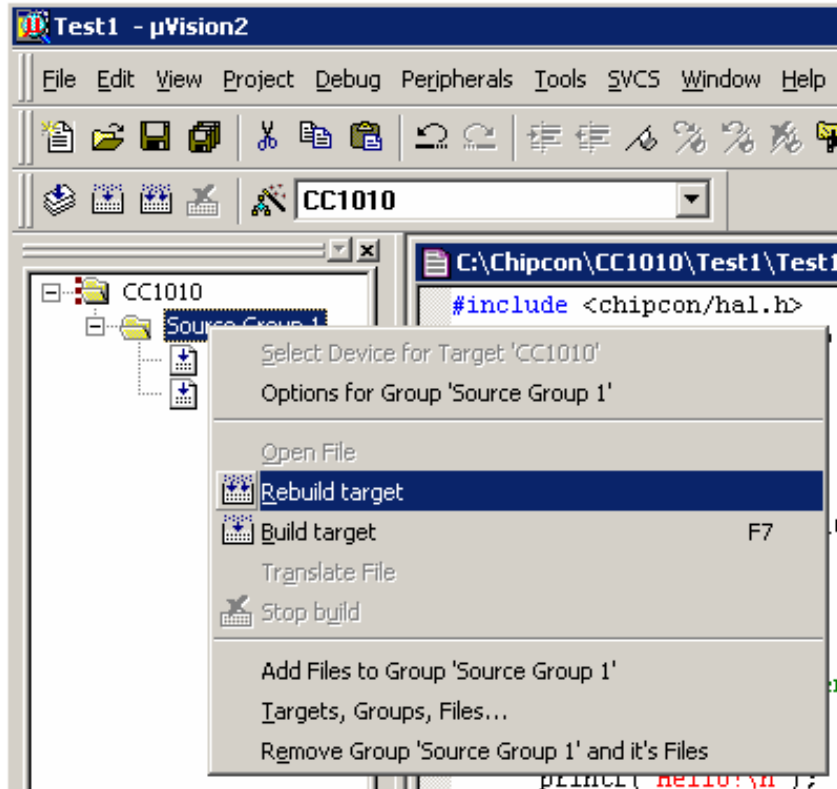 Test1 - µVision2
File Edit View Project Debug Peripherals Tools SVCS Window Help
CC1010
C:\Chipcon\CC1010\Test1\Test1
CC1010
#include <chipcon/hal.h>
Source Group 1
Select Device for Target 'CC1010'
Options for Group 'Source Group 1'
Open File
Rebuild target
Build target F7
Translate File
Stop build
Add Files to Group 'Source Group 1'
Targets, Groups, Files...
Remove Group 'Source Group 1' and it's Files
printf("Hello!\n");